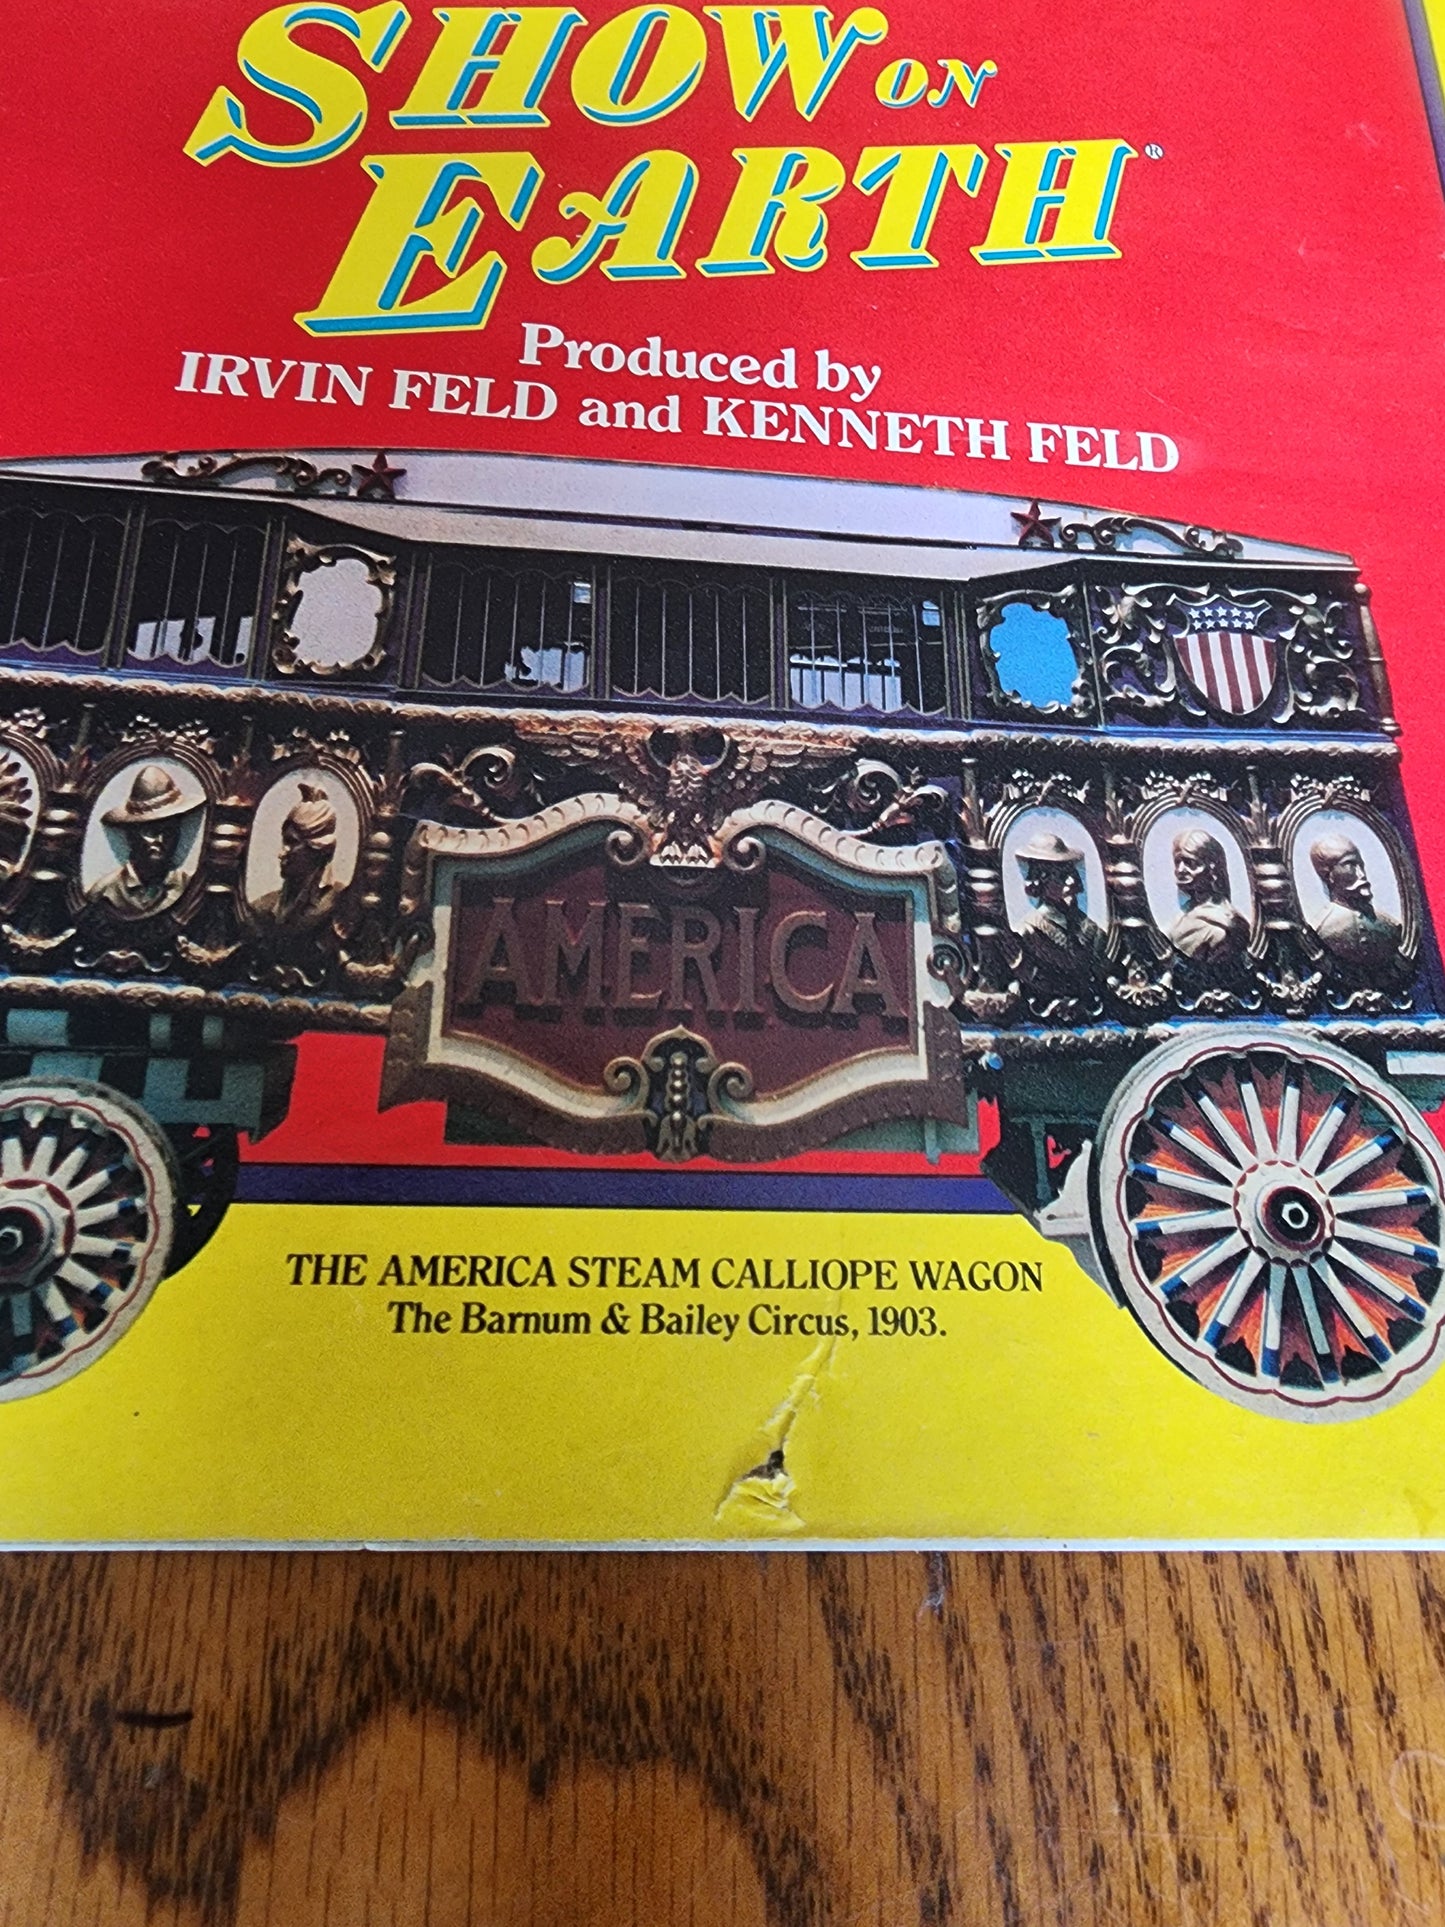 SHOW ON
EARTH®
Produced by
IRVIN FELD and KENNETH FELD
AMERICA
THE AMERICA STEAM CALLIOPE WAGON
The Barnum & Bailey Circus, 1903.